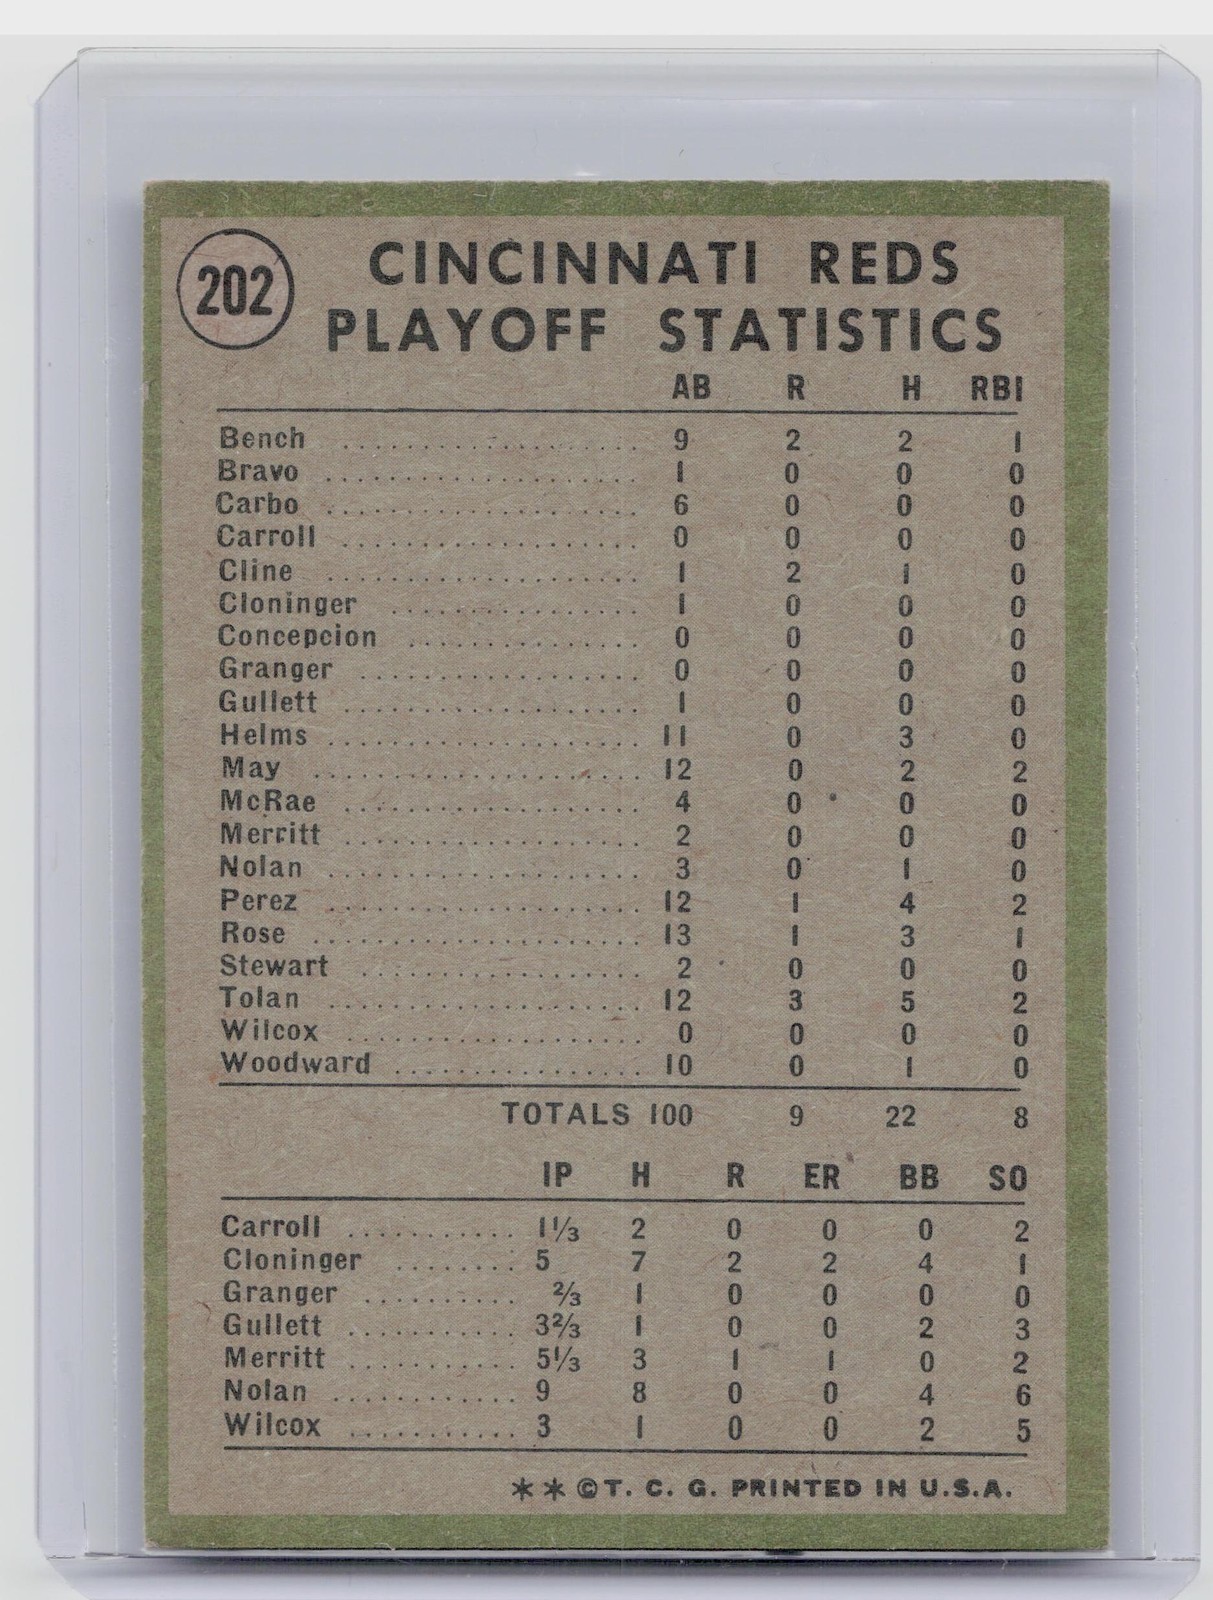 202
CINCINNATI REDS
PLAYOFF STATISTICS
AB R H RBI
Bench .................. 9 2 2 1
Bravo ................... 1 0 0 0
Carbo ................... 6 0 0 0
Carroll .................. 0 0 0 0
Cline ................... 1 2 1 0
Cloninger ............... 1 0 0 0
Concepcion .............. 0 0 0 0
Granger ................. 0 0 0 0
Gullett .................. 1 0 0 0
Helms ................... 11 0 3 0
May .................... 12 0 2 2
McRae .................. 4 0 0 0
Merritt .................. 2 0 0 0
Nolan ................... 3 0 1 0
Perez ................... 12 1 4 2
Rose .................... 13 1 3 1
Stewart ................. 2 0 0 0
Tolan ................... 12 3 5 2
Wilcox .................. 0 0 0 0
Woodward ............... 10 0 1 0
TOTALS 100 9 22 8
IP H R ER BB SO
Carroll ........... 1⅓ 2 0 0 0 2
Cloninger ........ 5 7 2 2 4 1
Granger .......... ⅔ 1 0 0 0 0
Gullett ........... 3⅔ 1 0 0 2 3
Merritt ........... 5⅓ 3 1 1 0 2
Nolan ............ 9 8 0 0 4 6
Wilcox ........... 3 1 0 0 2 5
**©T. C. G. PRINTED IN U.S.A.